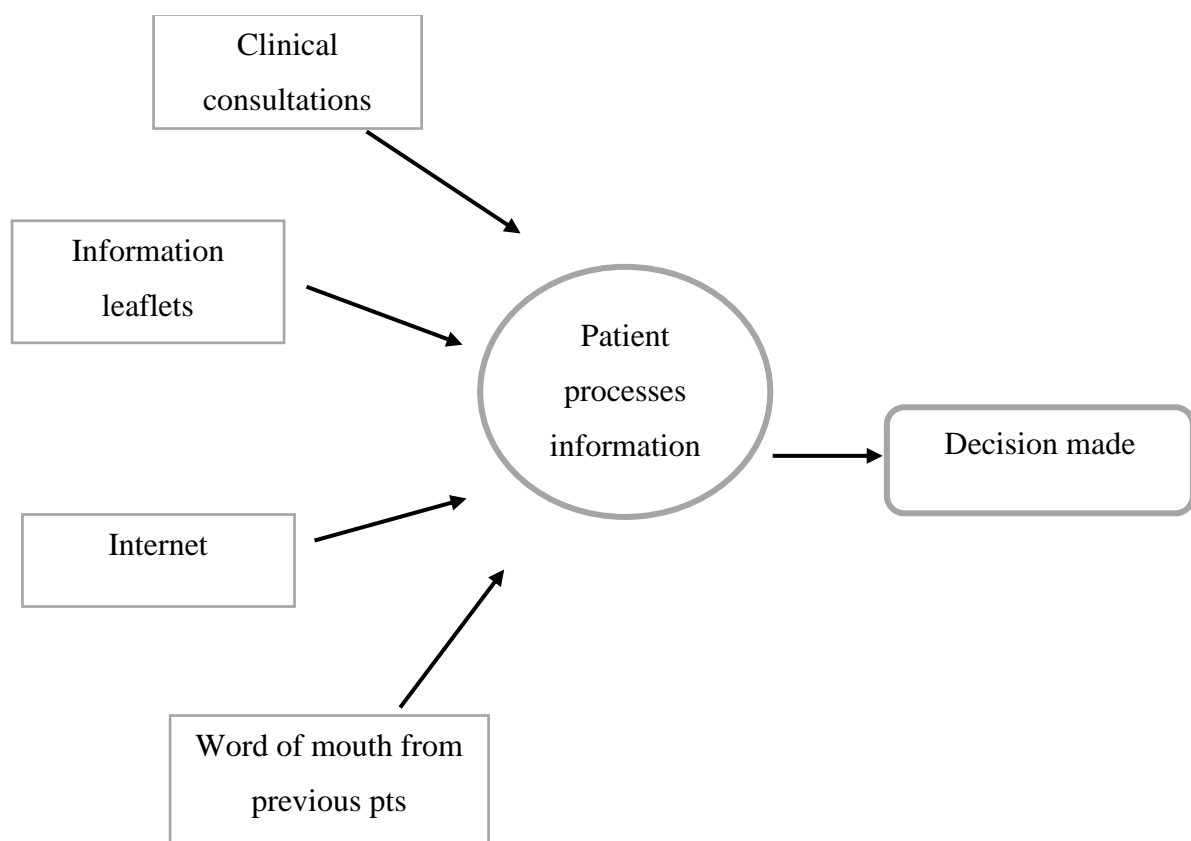 Clinical
consultations
Information
leaflets
Patient
processes
information
Decision made
Internet
Word of mouth from
previous pts